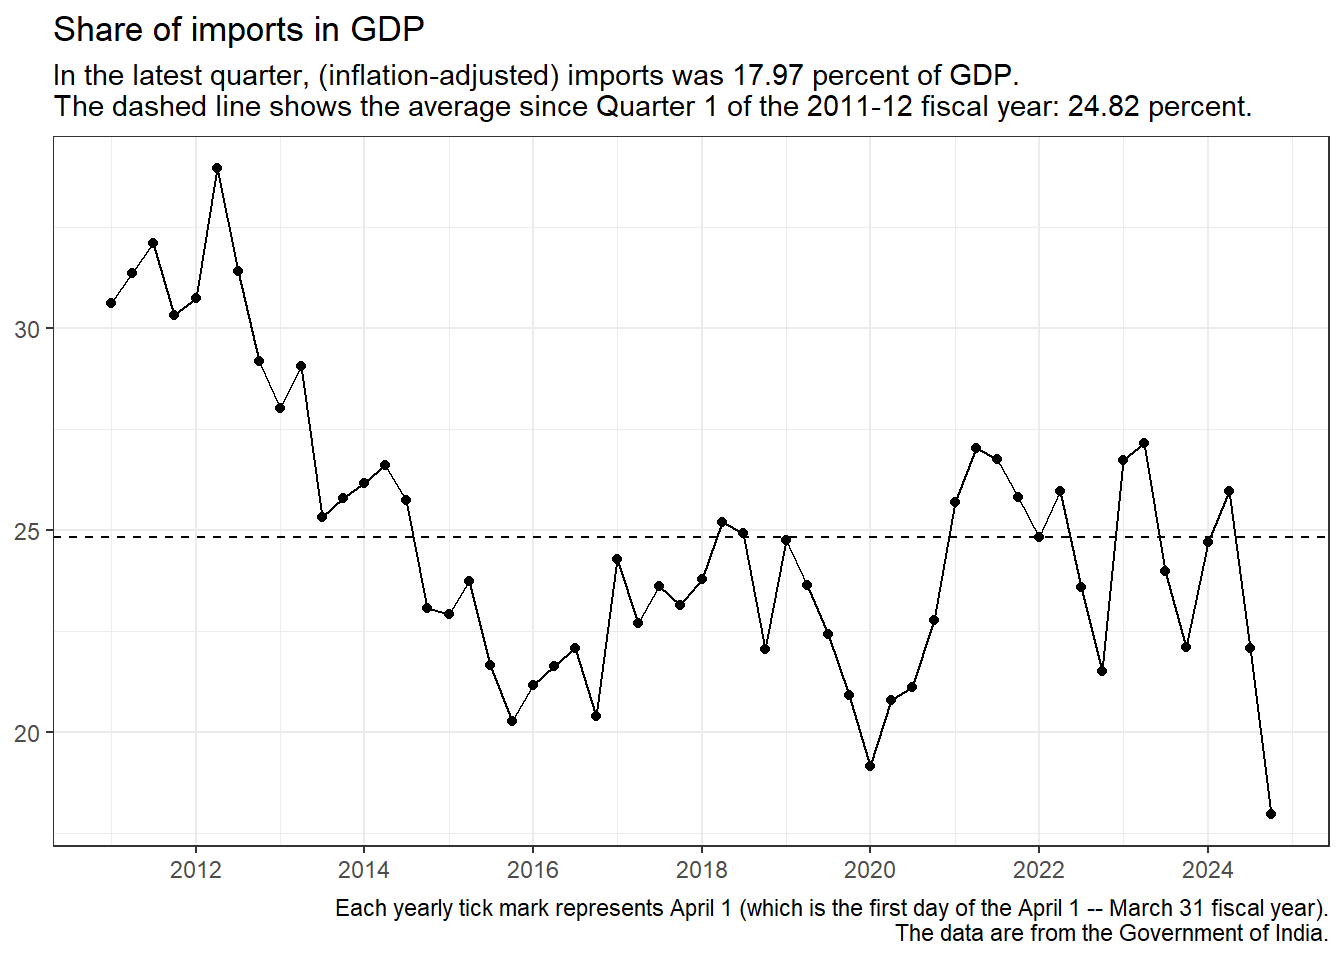 Share of imports in GDP
In the latest quarter, (inflation-adjusted) imports was 17.97 percent of GDP.
The dashed line shows the average since Quarter 1 of the 2011-12 fiscal year: 24.82 percent.
30
25
20
2012 2014 2016 2018 2020 2022 2024
Each yearly tick mark represents April 1 (which is the first day of the April 1 -- March 31 fiscal year).
The data are from the Government of India.